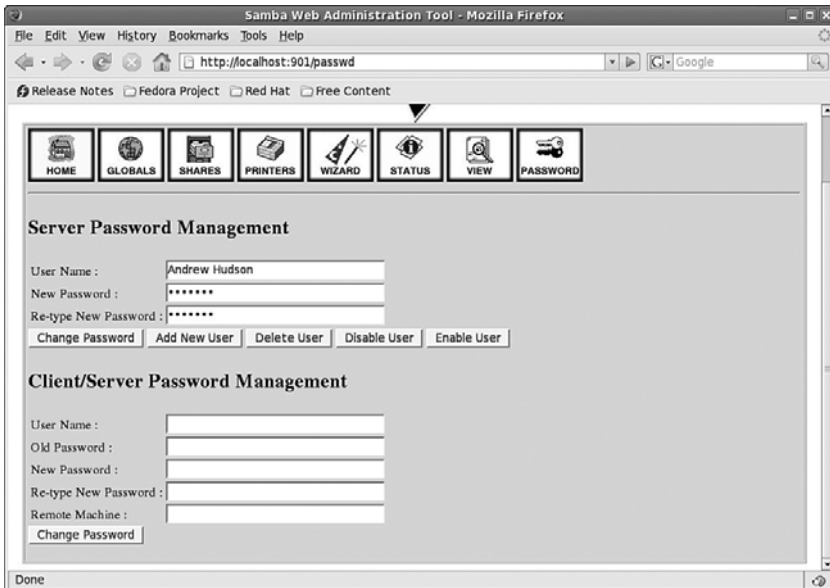 Samba Web Administration Tool - Mozilla Firefox
File Edit View History Bookmarks Tools Help
http://localhost:901/passwd
G Google
Release Notes Fedora Project Red Hat Free Content
HOME GLOBALS SHARES PRINTERS WIZARD STATUS VIEW PASSWORD
Server Password Management
User Name : Andrew Hudson
New Password : •••••••
Re-type New Password : •••••••
Change Password Add New User Delete User Disable User Enable User
Client/Server Password Management
User Name :
Old Password :
New Password :
Re-type New Password :
Remote Machine :
Change Password
Done